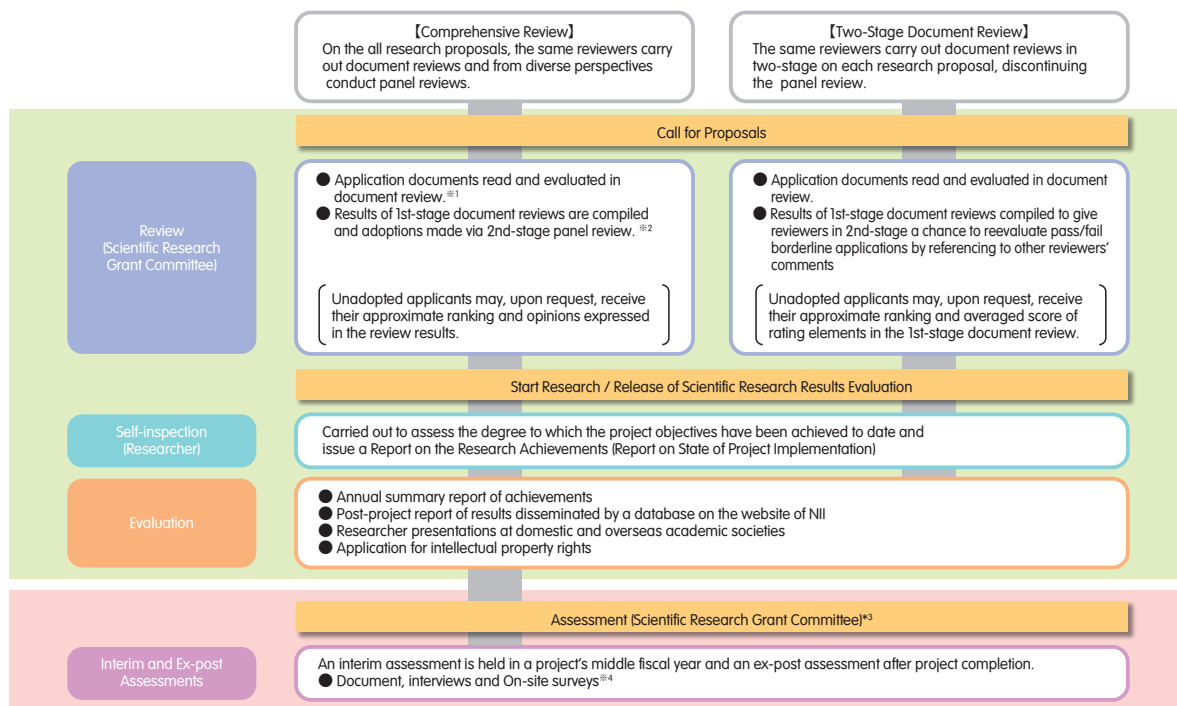 【Comprehensive Review】
On the all research proposals, the same reviewers carry
out document reviews and from diverse perspectives
conduct panel reviews.
【Two-Stage Document Review】
The same reviewers carry out document reviews in
two-stage on each research proposal, discontinuing
the panel review.
Call for Proposals
Review
(Scientific Research
Grant Committee)
● Application documents read and evaluated in
document review.※1
● Results of 1st-stage document reviews are compiled
and adoptions made via 2nd-stage panel review. ※2
Unadopted applicants may, upon request, receive
their approximate ranking and opinions expressed
in the review results.
● Application documents read and evaluated in document
review.
● Results of 1st-stage document reviews compiled to give
reviewers in 2nd-stage a chance to reevaluate pass/fail
borderline applications by referencing to other reviewers'
comments
Unadopted applicants may, upon request, receive
their approximate ranking and averaged score of
rating elements in the 1st-stage document review.
Start Research / Release of Scientific Research Results Evaluation
Self-inspection
(Researcher)
Carried out to assess the degree to which the project objectives have been achieved to date and
issue a Report on the Research Achievements (Report on State of Project Implementation)
Evaluation
● Annual summary report of achievements
● Post-project report of results disseminated by a database on the website of NII
● Researcher presentations at domestic and overseas academic societies
● Application for intellectual property rights
Assessment (Scientific Research Grant Committee)*3
Interim and Ex-post
Assessments
An interim assessment is held in a project's middle fiscal year and an ex-post assessment after project completion.
● Document, interviews and On-site surveys※4